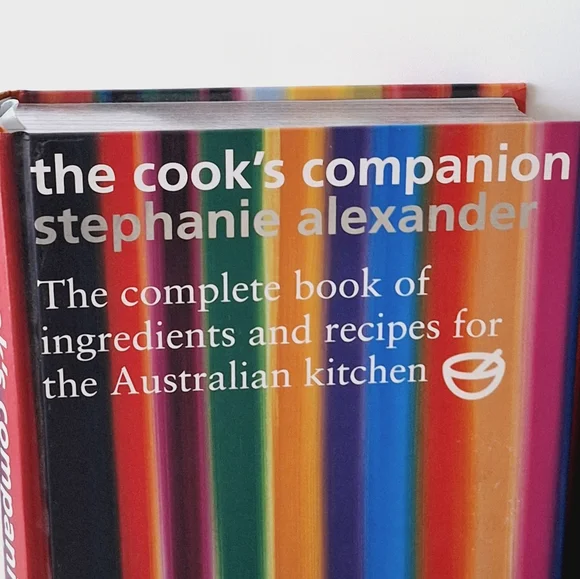 the cook's companion
stephanie alexander
The complete book of
ingredients and recipes for
the Australian kitchen